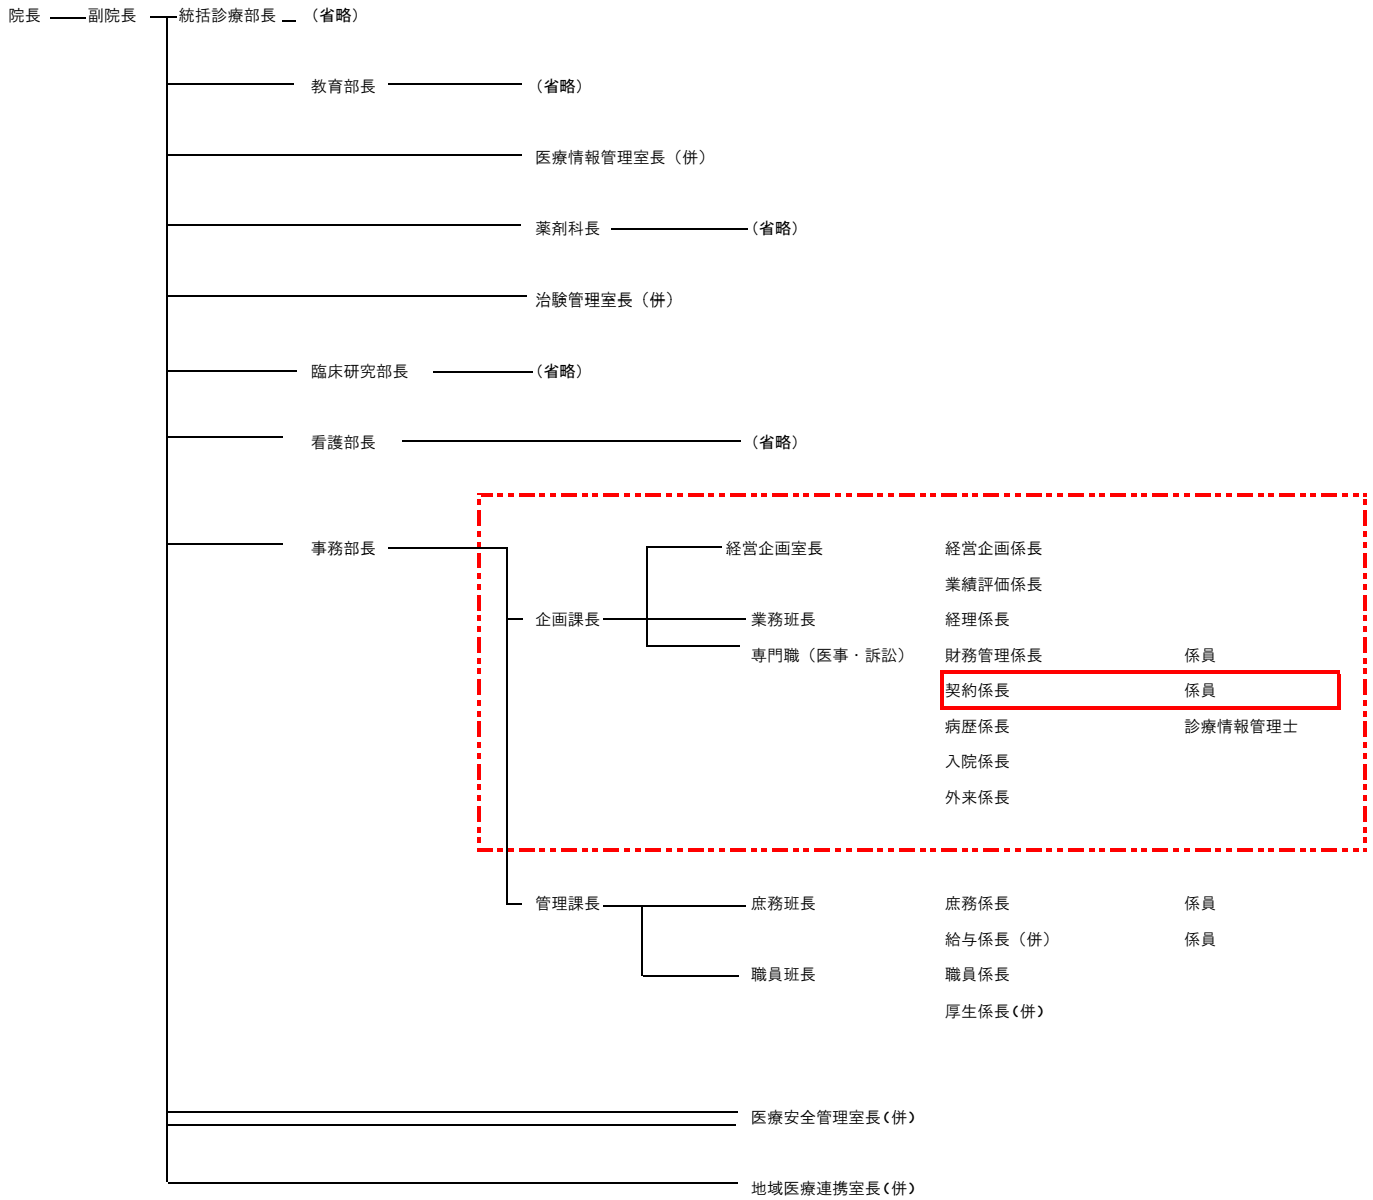 院長 副院長 統括診療部長 （省略）
教育部長 （省略）
医療情報管理室長（併）
薬剤科長 （省略）
治験管理室長（併）
臨床研究部長 （省略）
看護部長 （省略）
事務部長 経営企画室長 経営企画係長
業績評価係長
企画課長 業務班長 経理係長
専門職（医事・訴訟） 財務管理係長 係員
契約係長 係員
病歴係長 診療情報管理士
入院係長
外来係長
管理課長 庶務班長 庶務係長 係員
給与係長（併） 係員
職員班長 職員係長
厚生係長(併)
医療安全管理室長(併)
地域医療連携室長(併)